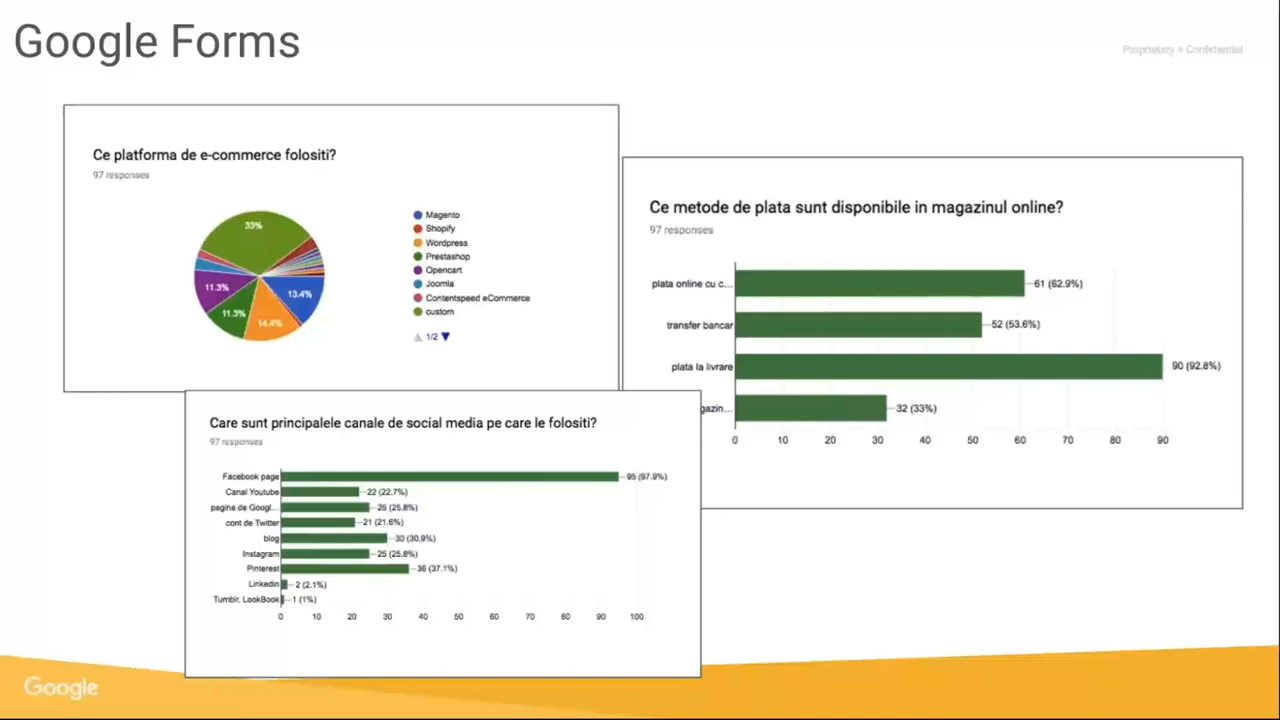 Google Forms
Proprietary + Confidential
Ce platforma de e-commerce folositi?
97 responses
33%
11.3%
11.3%
14.4%
13.4%
Magento
Shopify
Wordpress
Prestashop
Opencart
Joomla
Contentspeed eCommerce
custom
1/2
Ce metode de plata sunt disponibile in magazinul online?
97 responses
plata online cu c... 61 (62.9%)
transfer bancar 52 (53.6%)
plata la livrare 90 (92.8%)
gazin... 32 (33%)
0 10 20 30 40 50 60 70 80 90
Care sunt principalele canale de social media pe care le folositi?
97 responses
Facebook page 95 (97.9%)
Canal Youtube 22 (22.7%)
pagina de Googl... 25 (25.8%)
cont de Twitter 21 (21.6%)
blog 30 (30.9%)
Instagram 25 (25.8%)
Pinterest 36 (37.1%)
Linkedin 2 (2.1%)
Tumblr, LookBook 1 (1%)
0 10 20 30 40 50 60 70 80 90 100
Google